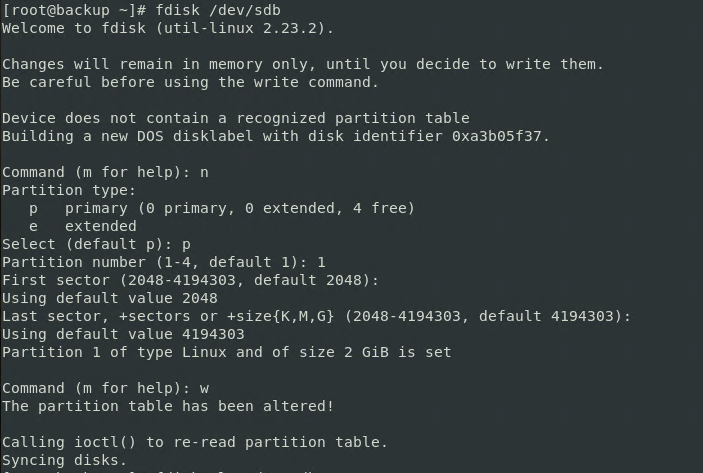 [root@backup ~]# fdisk /dev/sdb
Welcome to fdisk (util-linux 2.23.2).
Changes will remain in memory only, until you decide to write them.
Be careful before using the write command.
Device does not contain a recognized partition table
Building a new DOS disklabel with disk identifier 0xa3b05f37.
Command (m for help): n
Partition type:
   p   primary (0 primary, 0 extended, 4 free)
   e   extended
Select (default p): p
Partition number (1-4, default 1): 1
First sector (2048-4194303, default 2048):
Using default value 2048
Last sector, +sectors or +size{K,M,G} (2048-4194303, default 4194303):
Using default value 4194303
Partition 1 of type Linux and of size 2 GiB is set
Command (m for help): w
The partition table has been altered!
Calling ioctl() to re-read partition table.
Syncing disks.